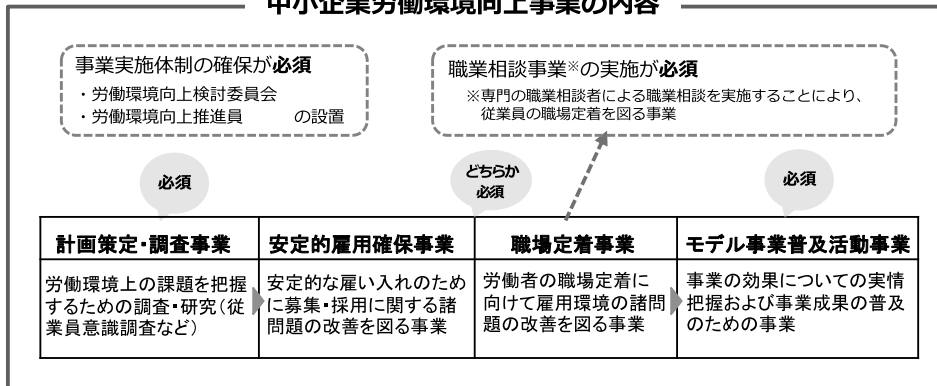 中小企業労働環境向上事業の内容
事業実施体制の確保が必須
・労働環境向上検討委員会
・労働環境向上推進員 の設置
職業相談事業※の実施が必須
※専門の職業相談者による職業相談を実施することにより、
従業員の職場定着を図る事業
必須
どちらか
必須
必須
計画策定・調査事業
安定的雇用確保事業
職場定着事業
モデル事業普及活動事業
労働環境上の課題を把握
するための調査・研究(従
業員意識調査など)
安定的な雇い入れのため
に募集・採用に関する諸
問題の改善を図る事業
労働者の職場定着に
向けて雇用環境の諸問
題の改善を図る事業
事業の効果についての実情
把握および事業成果の普及
のための事業